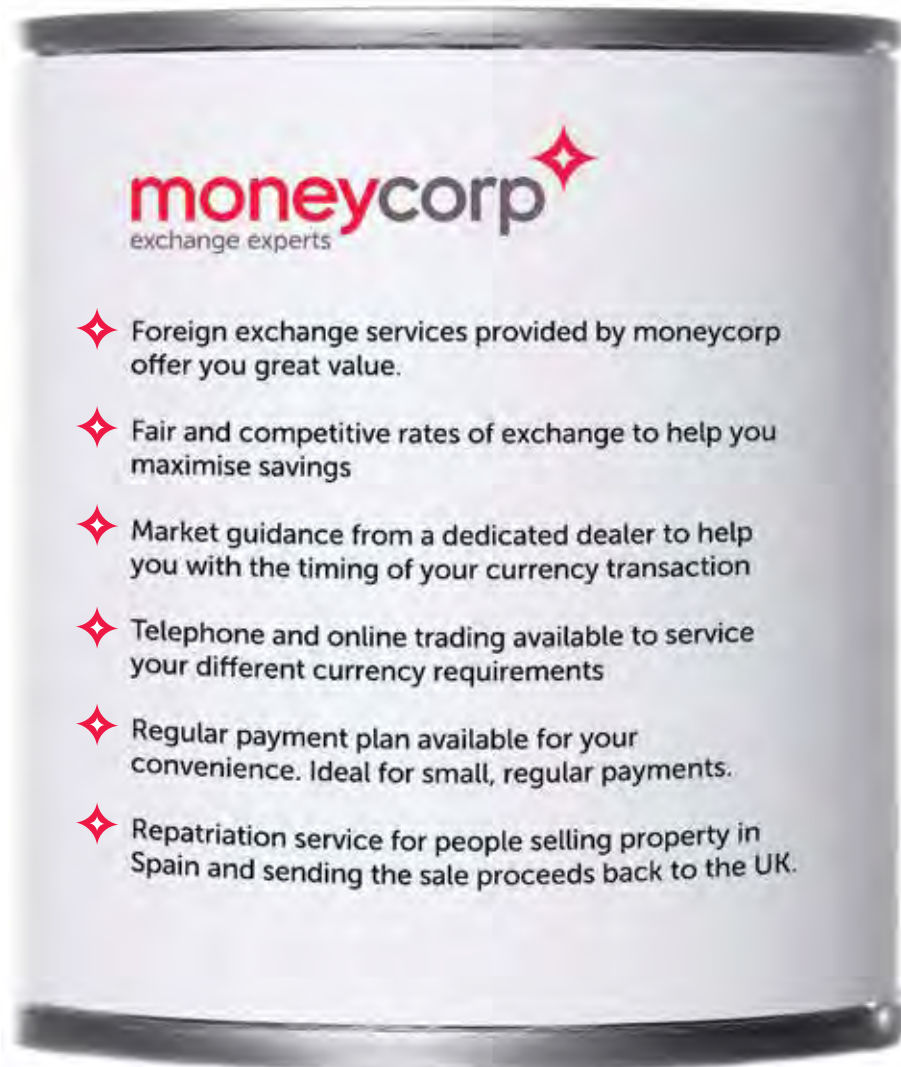 moneycorp
exchange experts
Foreign exchange services provided by moneycorp
offer you great value.
Fair and competitive rates of exchange to help you
maximise savings
Market guidance from a dedicated dealer to help
you with the timing of your currency transaction
Telephone and online trading available to service
your different currency requirements
Regular payment plan available for your
convenience. Ideal for small, regular payments.
Repatriation service for people selling property in
Spain and sending the sale proceeds back to the UK.